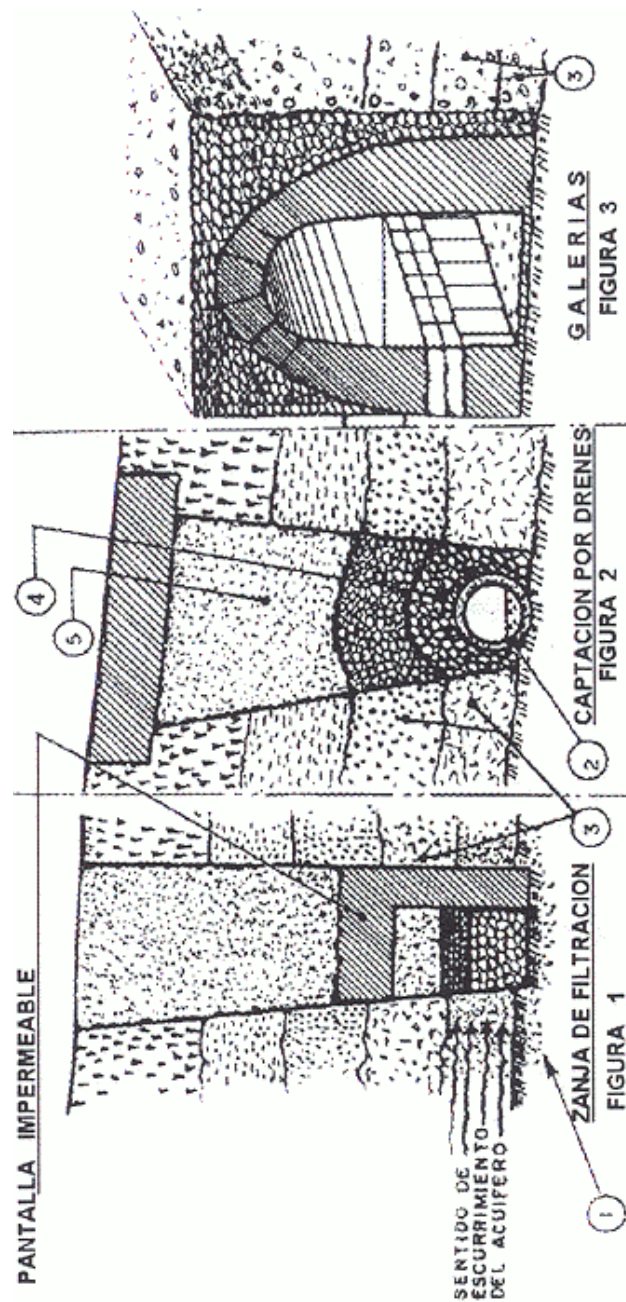 PANTALLA IMPERMEABLE
5
4
SENTIDO DE
ESCURRIMIENTO
DEL ACUIFERO
1
3
2
3
ZANJA DE FILTRACION
FIGURA 1
CAPTACION POR DRENES
FIGURA 2
GALERIAS
FIGURA 3